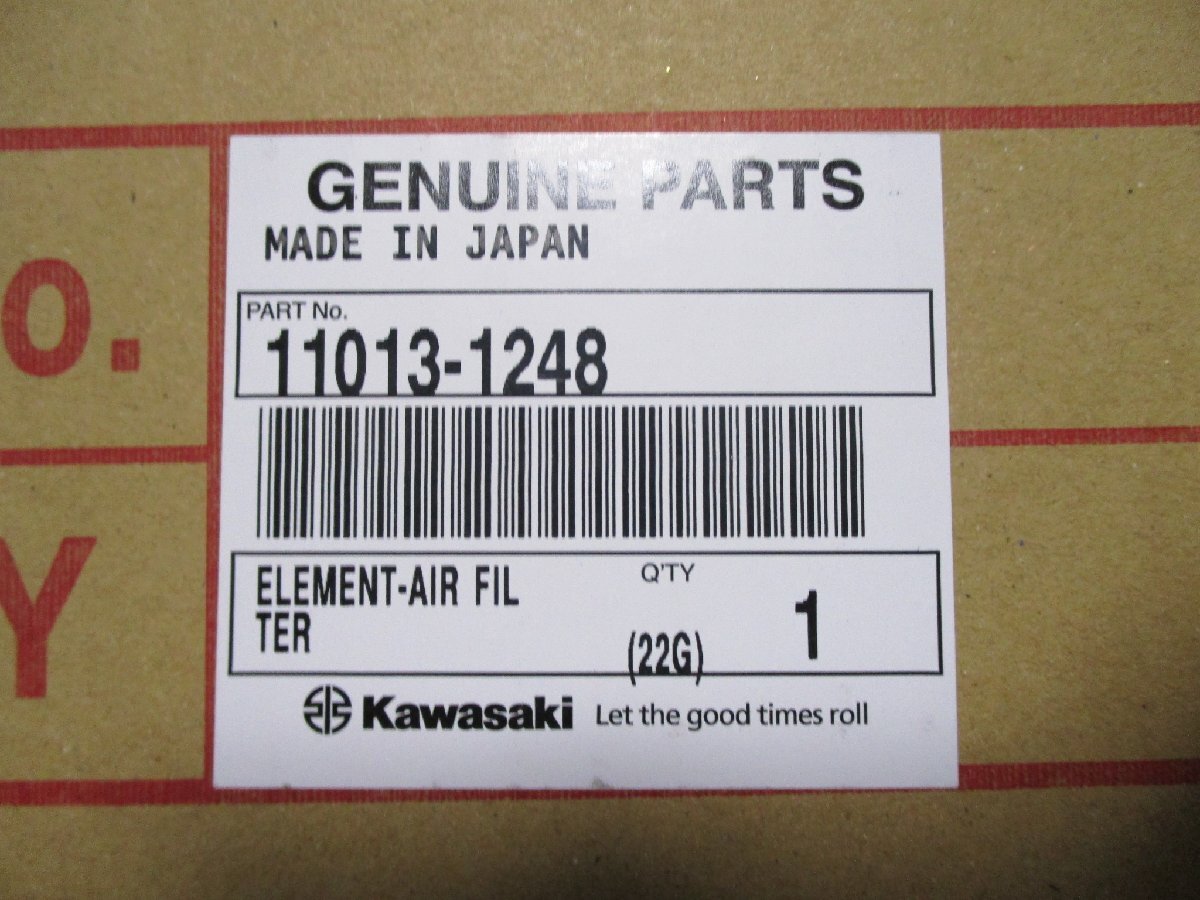 GENUINE PARTS
MADE IN JAPAN
o.
PART No.
11013-1248
Y
ELEMENT-AIR FIL
TER
Q'TY
(22G)
1
Kawasaki Let the good times roll